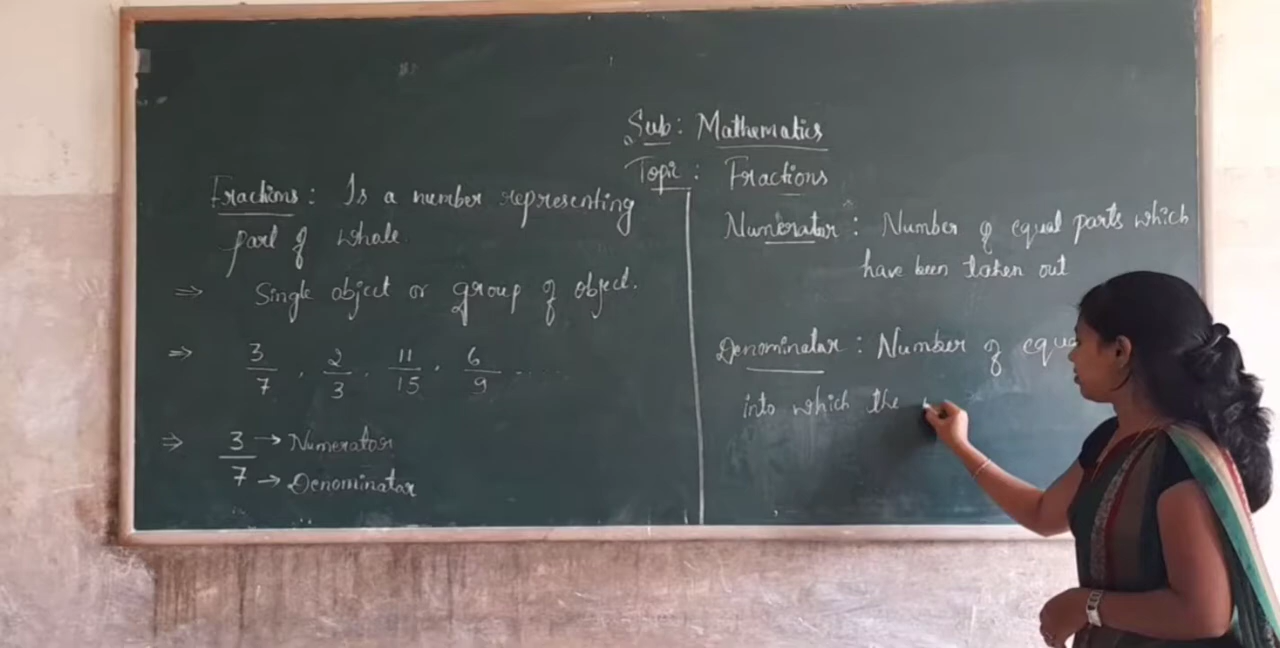 Sub: Mathematics
Topic: Fractions
Fractions: Is a number representing
part of whole.
⇒ Single object or group of object.
⇒ 3/7, 2/3, 11/15, 6/9 ......
⇒ 3 → Numerator
7 → Denominator
Numerator: Number of equal parts which
have been taken out
Denominator: Number of
into which the